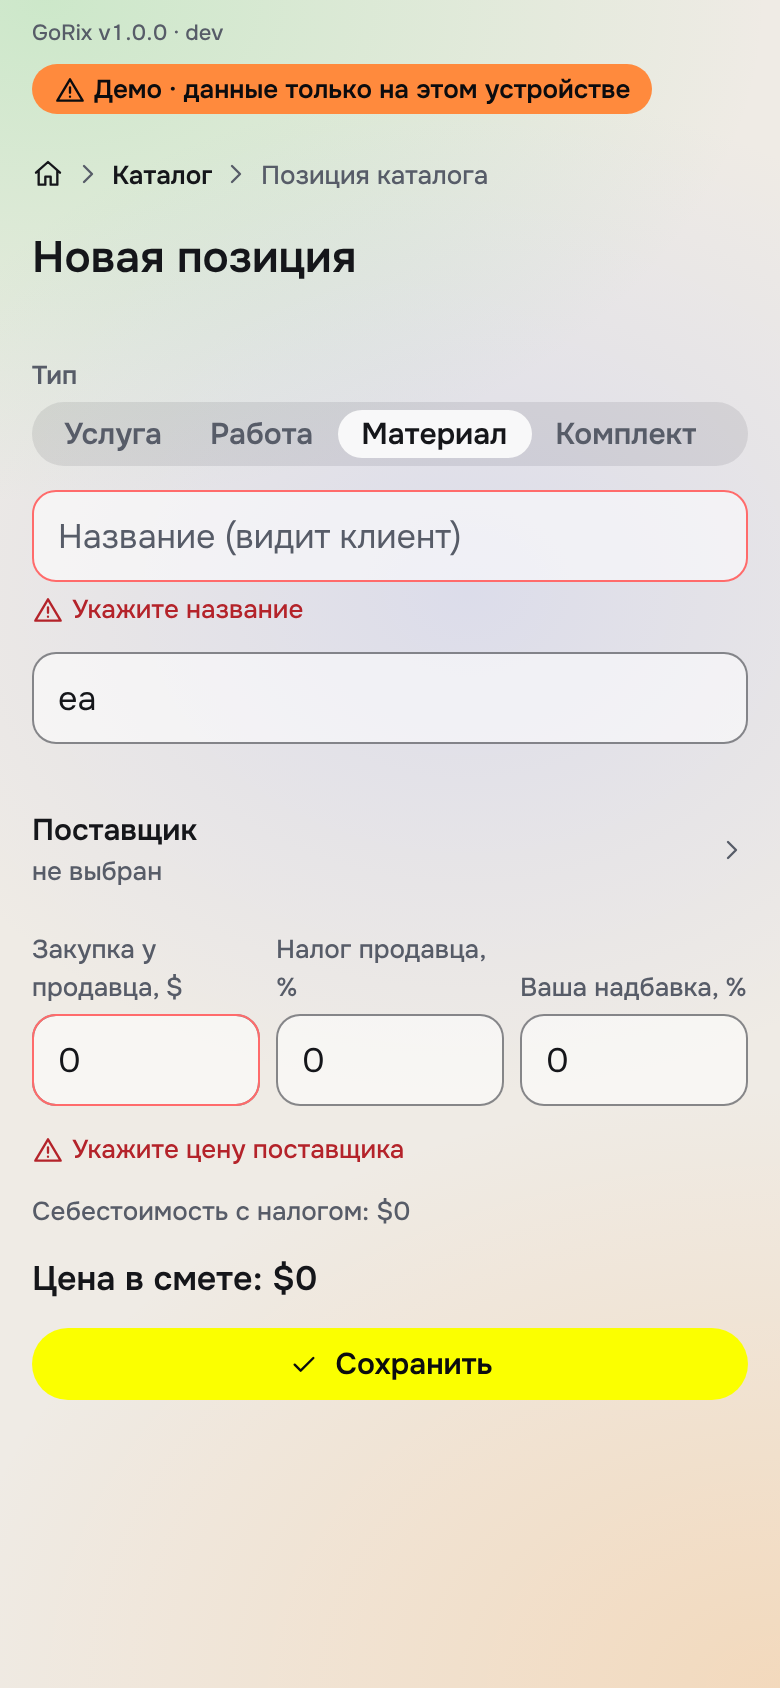 GoRix v1.0.0 · dev
Демо · данные только на этом устройстве
Каталог Позиция каталога
Новая позиция
Тип
Услуга Работа Материал Комплект
Название (видит клиент)
Укажите название
ea
Поставщик
не выбран
Закупка у продавца, $
Налог продавца, %
Ваша надбавка, %
0 0 0
Укажите цену поставщика
Себестоимость с налогом: $0
Цена в смете: $0
Сохранить